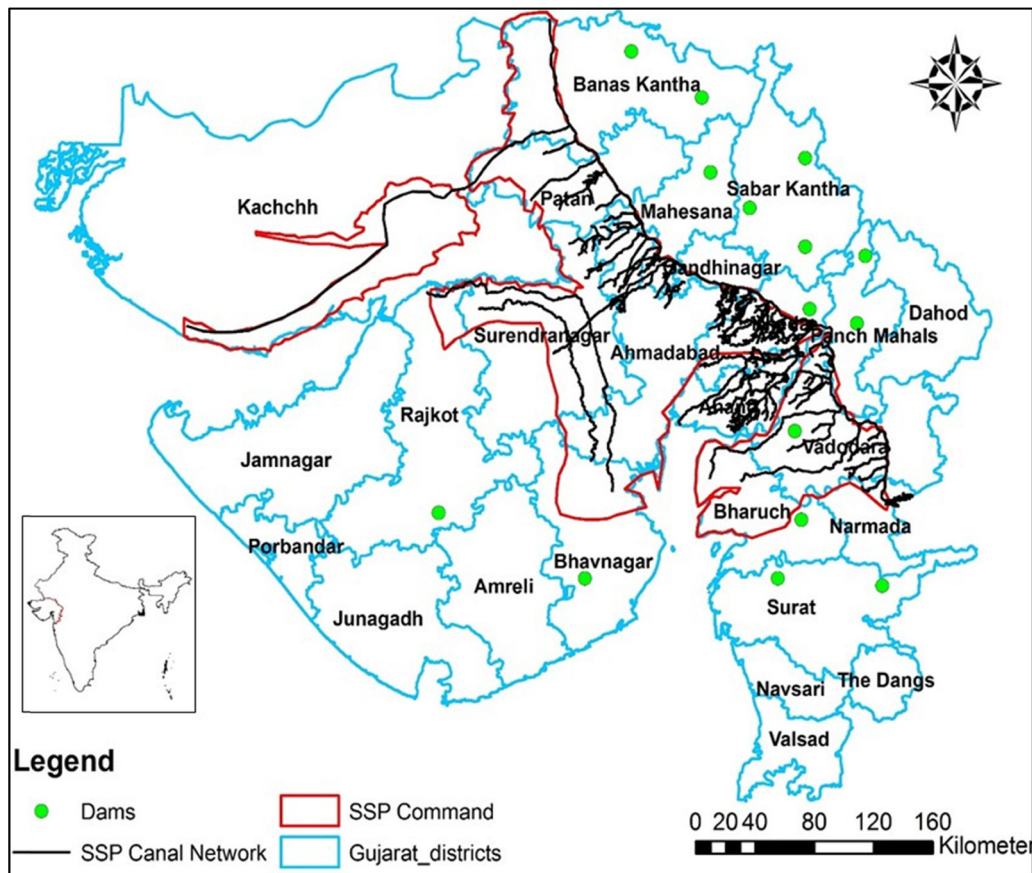 Banas Kantha
Kachchh
Patan
Sabar Kantha
Mahesana
Gandhinagar
Surendranagar
Ahmadabad
Panch Mahals
Dahod
Rajkot
Anand
Jamnagar
Vadodara
Bharuch
Narmada
Porbandar
Bhavnagar
Amreli
Junagadh
Surat
Navsari
The Dangs
Valsad
Legend
Dams
SSP Command
SSP Canal Network
Gujarat_districts
0 20 40 80 120 160
Kilometer